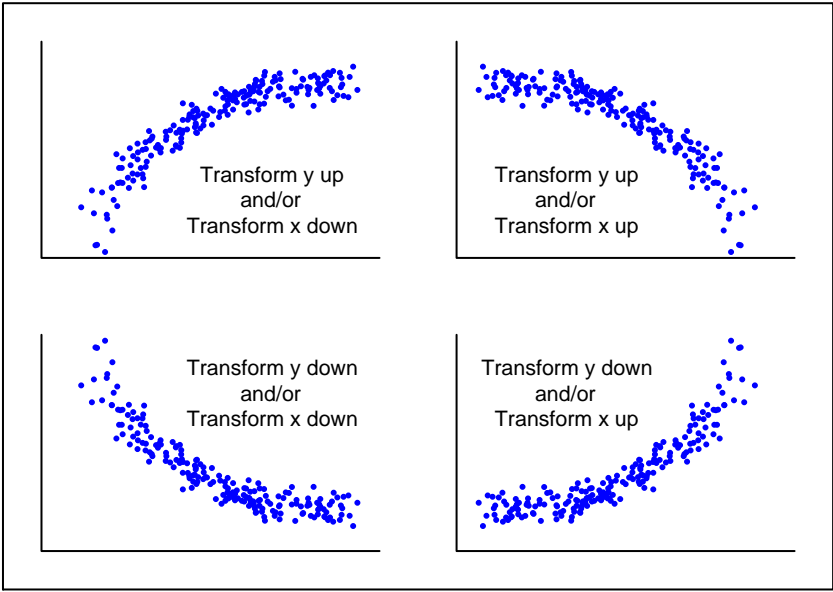 Transform y up
and/or
Transform x down
Transform y up
and/or
Transform x up
Transform y down
and/or
Transform x down
Transform y down
and/or
Transform x up